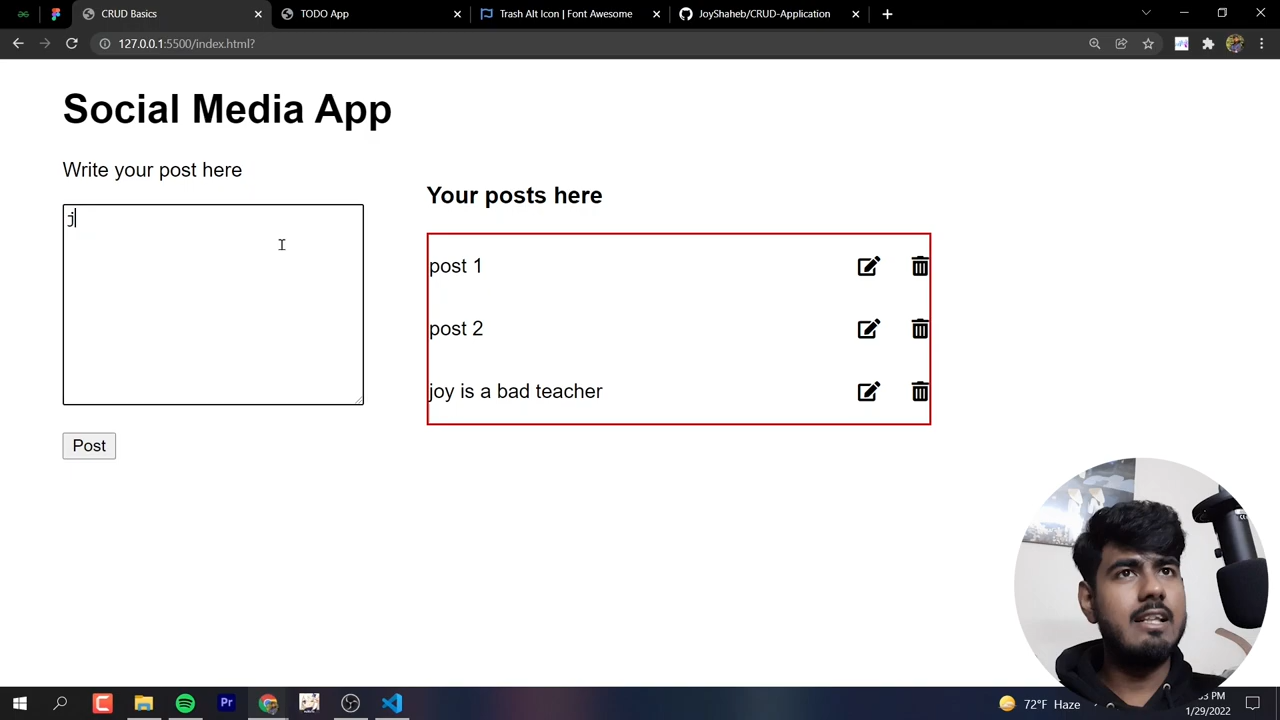 CRUD Basics
TODO App
Trash Alt Icon | Font Awesome
JoyShaheb/CRUD-Application
127.0.0.1:5500/index.html?
Social Media App
Write your post here
j
Post
Your posts here
post 1
post 2
joy is a bad teacher
Pr
72°F Haze
PM
1/29/2022